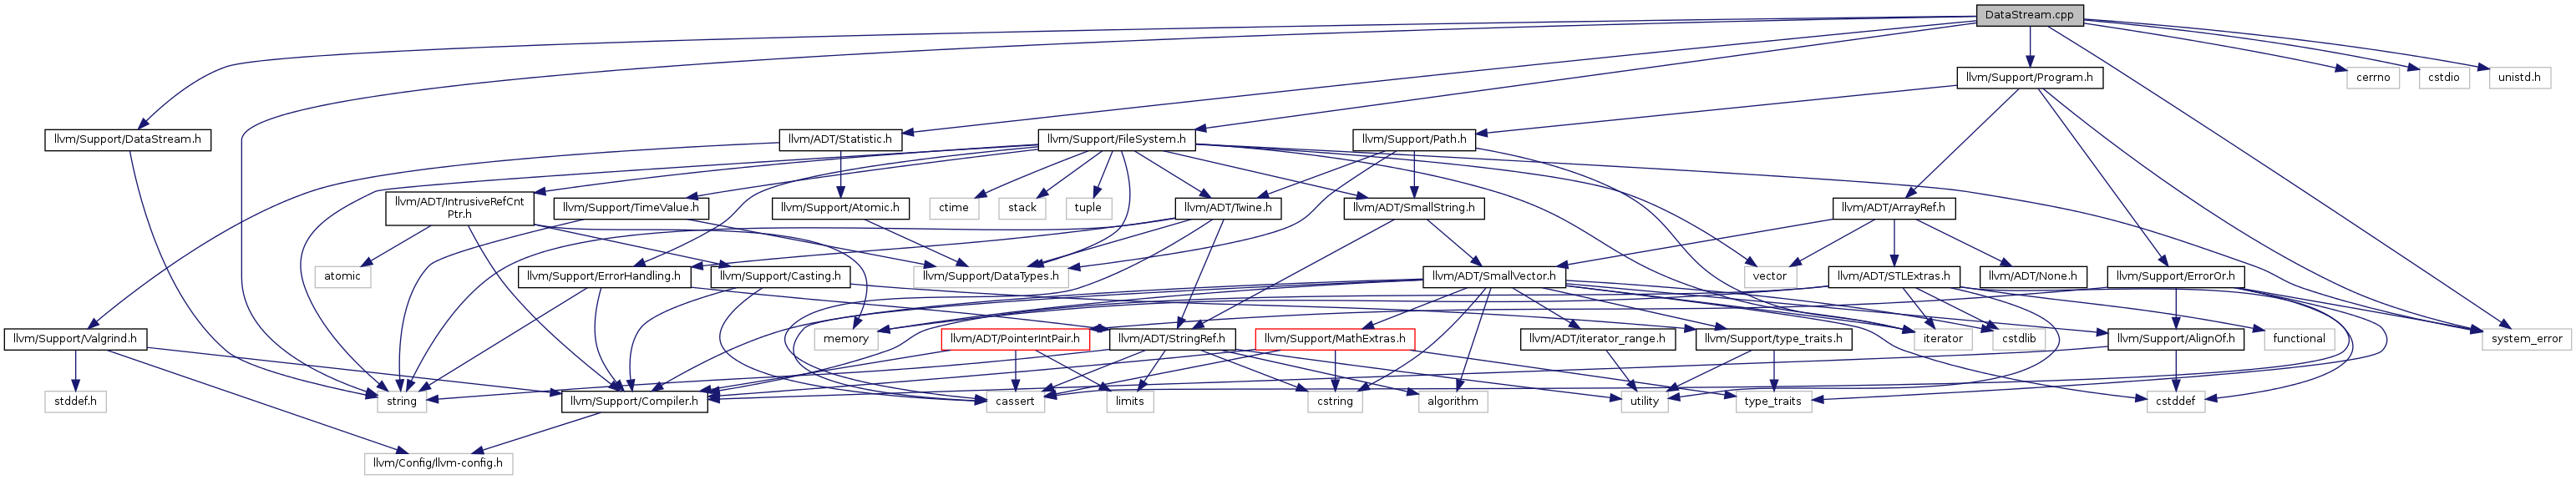 DataStream.cpp
llvm/Support/Program.h
cerrno
cstdio
unistd.h
llvm/Support/DataStream.h
llvm/ADT/Statistic.h
llvm/Support/FileSystem.h
llvm/Support/Path.h
llvm/ADT/IntrusiveRefCnt
Ptr.h
llvm/Support/TimeValue.h
llvm/Support/Atomic.h
ctime
stack
tuple
llvm/ADT/Twine.h
llvm/ADT/SmallString.h
llvm/ADT/ArrayRef.h
atomic
llvm/Support/ErrorHandling.h
llvm/Support/Casting.h
llvm/Support/DataTypes.h
llvm/ADT/SmallVector.h
vector
llvm/ADT/STLExtras.h
llvm/ADT/None.h
llvm/Support/ErrorOr.h
llvm/Support/Valgrind.h
memory
llvm/ADT/PointerIntPair.h
llvm/ADT/StringRef.h
llvm/Support/MathExtras.h
llvm/ADT/iterator_range.h
llvm/Support/type_traits.h
iterator
cstdlib
llvm/Support/AlignOf.h
functional
system_error
stddef.h
string
llvm/Support/Compiler.h
cassert
limits
cstring
algorithm
utility
type_traits
cstddef
llvm/Config/llvm-config.h